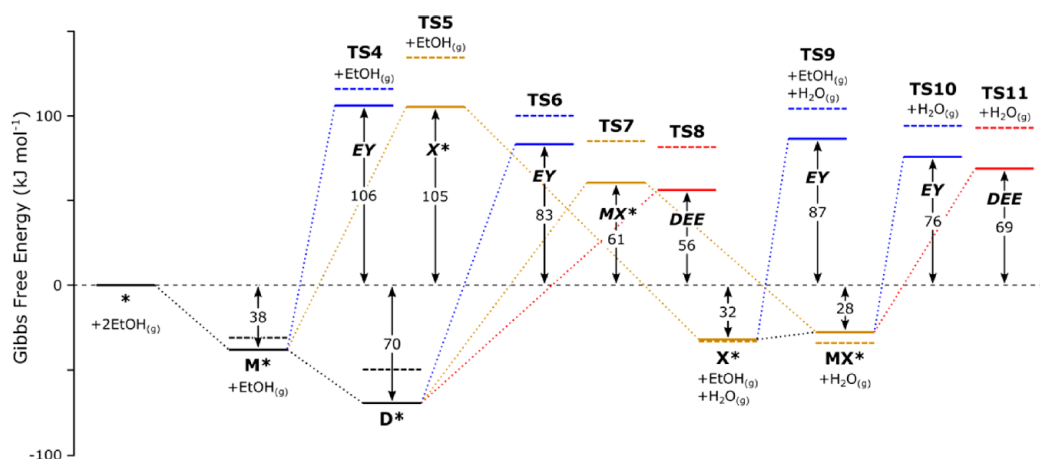 Gibbs Free Energy (kJ mol⁻¹)
100
0
-100
*
+2EtOH(g)
38
M*
+EtOH(g)
TS4
+EtOH(g)
EY
106
70
D*
TS5
+EtOH(g)
X*
105
TS6
EY
83
TS7
MX*
61
TS8
DEE
56
32
X*
+EtOH(g)
+H₂O(g)
TS9
+EtOH(g)
+H₂O(g)
EY
87
28
MX*
+H₂O(g)
TS10
+H₂O(g)
EY
76
TS11
+H₂O(g)
DEE
69